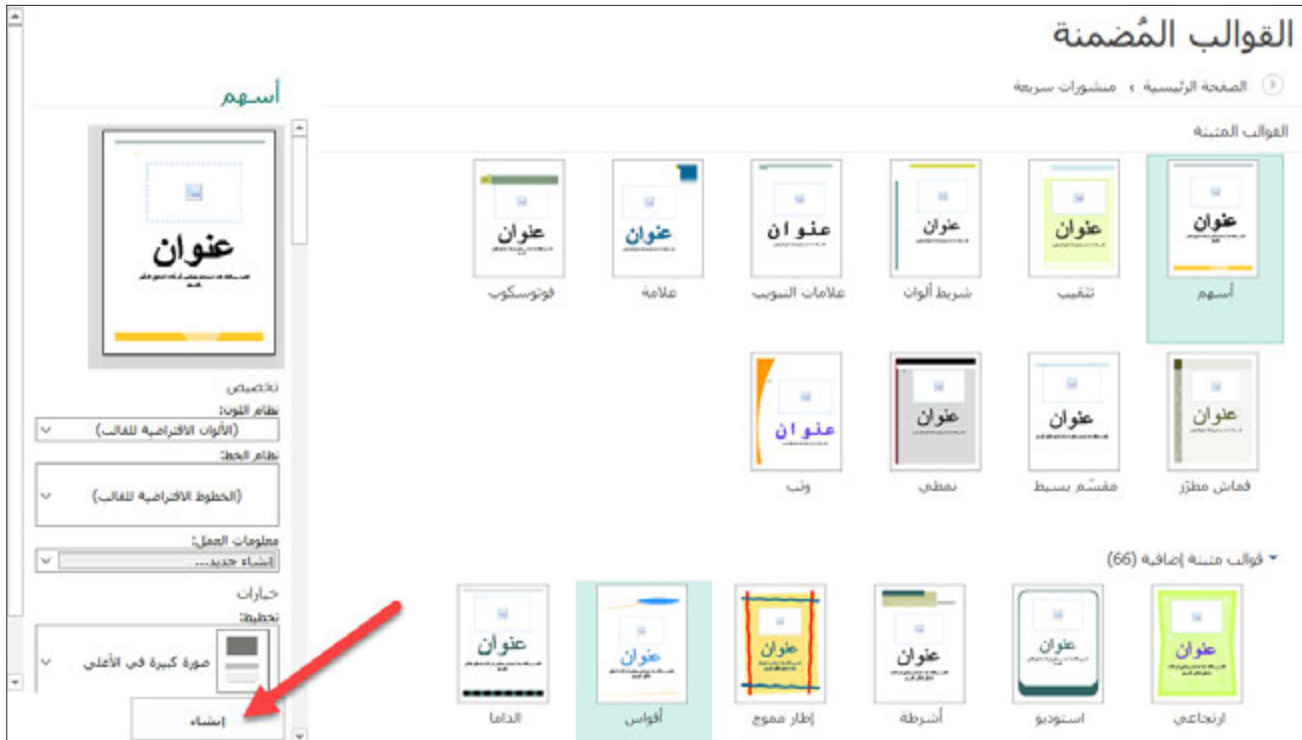 القوالب المُضمنة
الصفحة الرئيسية › منشورات سريعة
القوالب المثبتة
عنوان
أسهم
عنوان
تثقيب
عنوان
شريط ألوان
عنوان
علامات التبويب
عنوان
علامة
عنوان
فوتوسكوب
عنوان
قماش مطرّز
عنوان
مقسّم بسيط
عنوان
نمطي
عنوان
وثب
قوالب مثبتة إضافية (66)
عنوان
ارتجاعي
عنوان
استوديو
عنوان
أشرطة
عنوان
إطار مموج
عنوان
أقواس
عنوان
الداما
أسهم
عنوان
تخصيص
نظام اللون:
(الألوان الافتراضية للقالب)
نظام الخط:
(الخطوط الافتراضية للقالب)
معلومات العمل:
إنشاء جديد...
خيارات
تخطيط:
صورة كبيرة في الأعلى
إنشاء